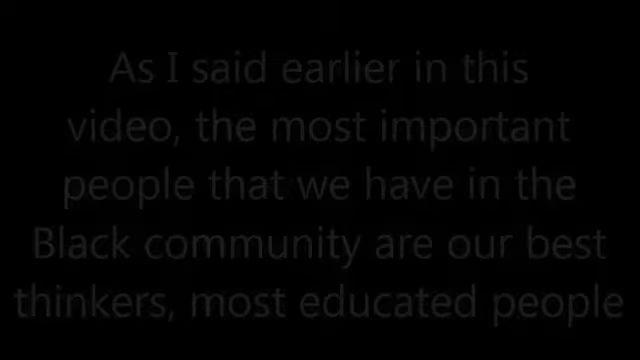 As I said earlier in this
video, the most important
people that we have in the
Black community are our best
thinkers, most educated people